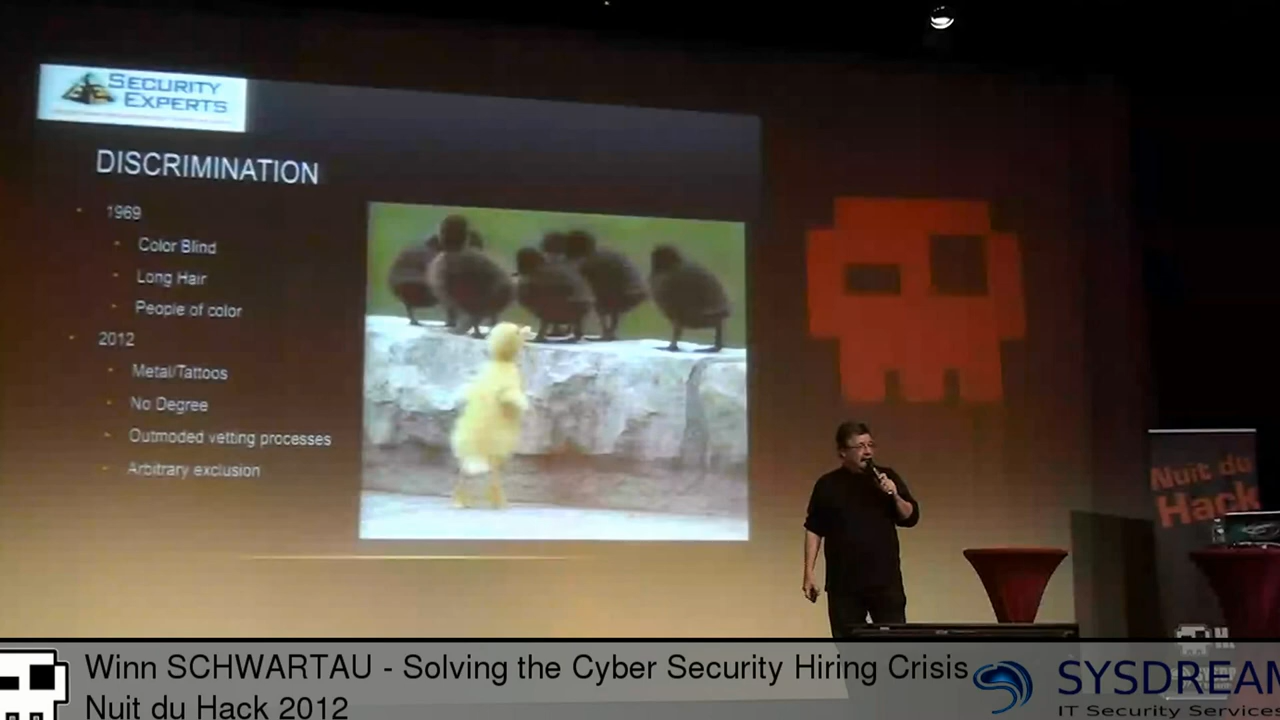 SECURITY
EXPERTS
DISCRIMINATION
1969
Color Blind
Long Hair
People of color
2012
Metal/Tattoos
No Degree
Outmoded vetting processes
Arbitrary exclusion
Nuit du
Hack
Winn SCHWARTAU - Solving the Cyber Security Hiring Crisis
Nuit du Hack 2012
SYSDREAM
IT Security Services